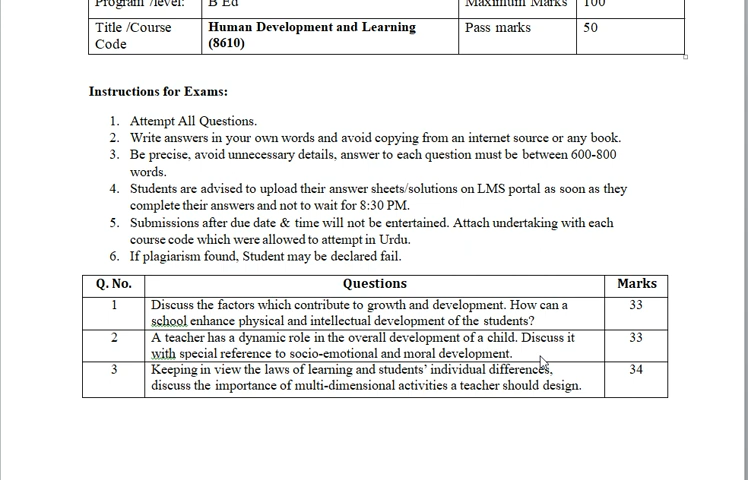 Program /level: B Ed Maximum Marks 100
Title /Course Code Human Development and Learning (8610) Pass marks 50
Instructions for Exams:
1. Attempt All Questions.
2. Write answers in your own words and avoid copying from an internet source or any book.
3. Be precise, avoid unnecessary details, answer to each question must be between 600-800
words.
4. Students are advised to upload their answer sheets/solutions on LMS portal as soon as they
complete their answers and not to wait for 8:30 PM.
5. Submissions after due date & time will not be entertained. Attach undertaking with each
course code which were allowed to attempt in Urdu.
6. If plagiarism found, Student may be declared fail.
Q. No. Questions Marks
1 Discuss the factors which contribute to growth and development. How can a 33
school enhance physical and intellectual development of the students?
2 A teacher has a dynamic role in the overall development of a child. Discuss it 33
with special reference to socio-emotional and moral development.
3 Keeping in view the laws of learning and students' individual differences, 34
discuss the importance of multi-dimensional activities a teacher should design.